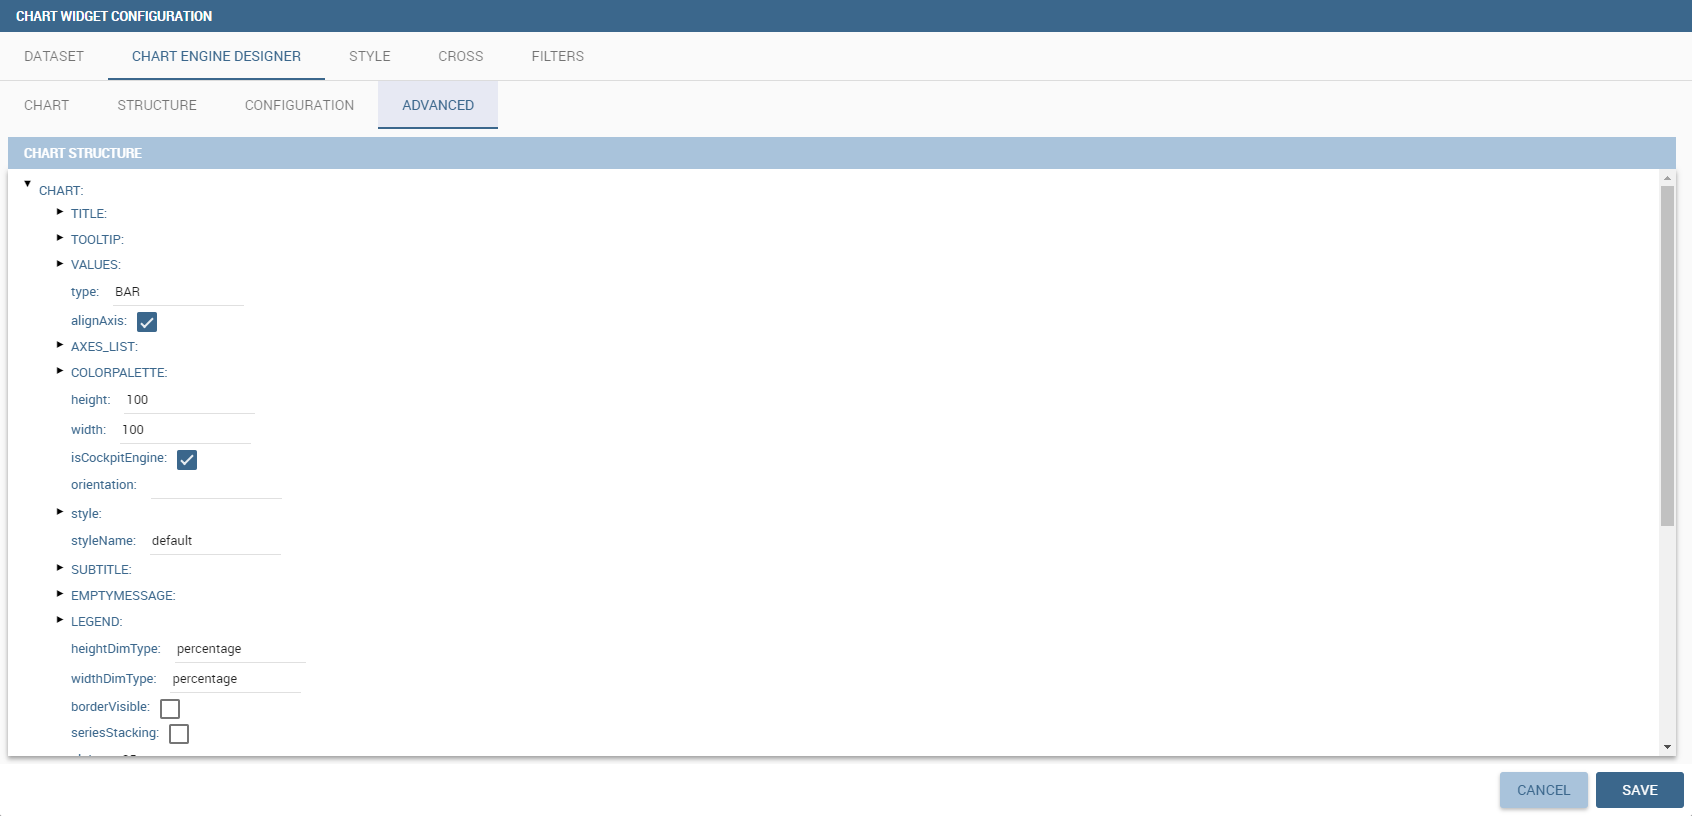 CHART WIDGET CONFIGURATION
DATASET CHART ENGINE DESIGNER STYLE CROSS FILTERS
CHART STRUCTURE CONFIGURATION ADVANCED
CHART STRUCTURE
CHART:
TITLE:
TOOLTIP:
VALUES:
type: BAR
alignAxis:
AXES_LIST:
COLORPALETTE:
height: 100
width: 100
isCockpitEngine:
orientation:
style:
styleName: default
SUBTITLE:
EMPTYMESSAGE:
LEGEND:
heightDimType: percentage
widthDimType: percentage
borderVisible:
seriesStacking:
CANCEL SAVE